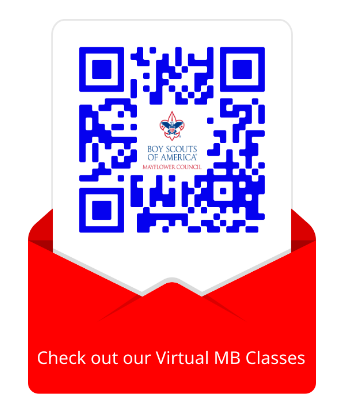 BOY SCOUTS
OF AMERICA
MAYFLOWER COUNCIL
Check out our Virtual MB Classes